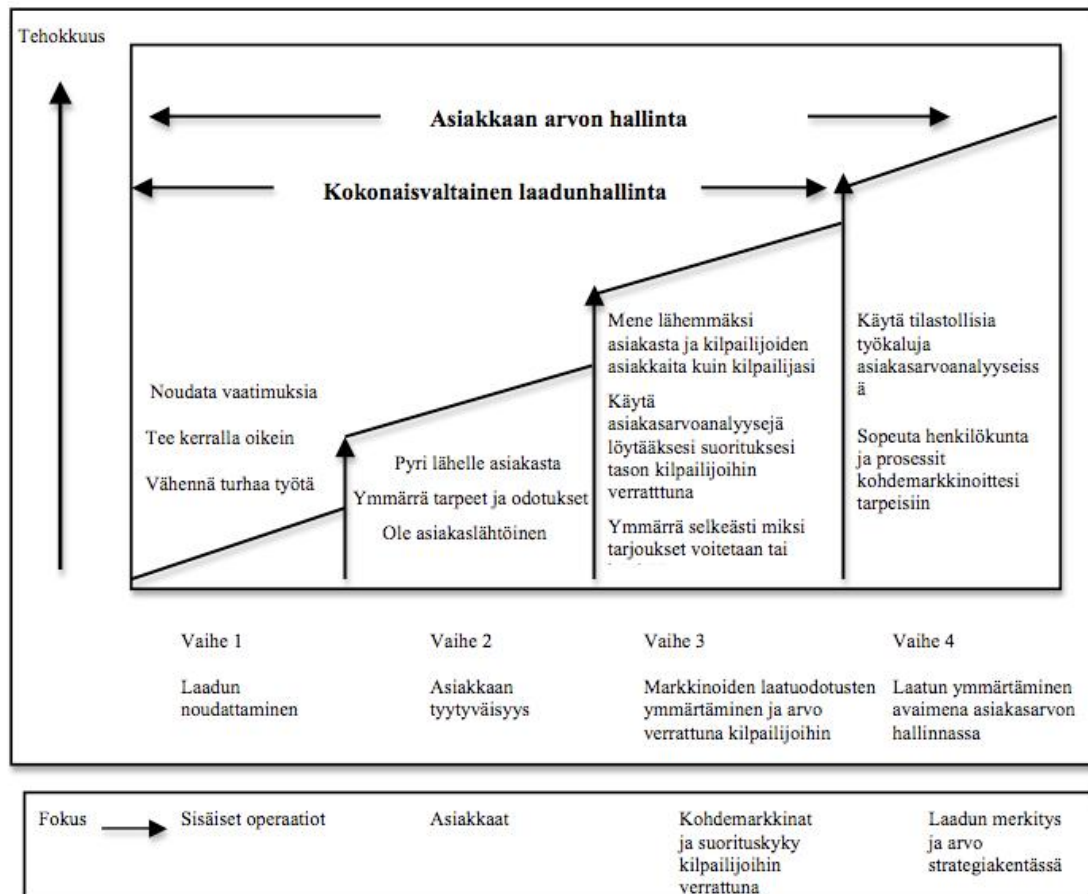 Tehokkuus
Asiakkaan arvon hallinta
Kokonaisvaltainen laadunhallinta
Noudata vaatimuksia
Tee kerralla oikein
Vähennä turhaa työtä
Pyri lähelle asiakasta
Ymmärrä tarpeet ja odotukset
Ole asiakaslähtöinen
Mene lähemmäksi
asiakasta ja kilpailijoiden
asiakkaita kuin kilpailijasi
Käytä
asiakasarvoanalyysejä
löytääksesi suorituksesi
tason kilpailijoihin
verratttuna
Ymmärrä selkeästi miksi
tarjoukset voitetaan tai
Käytä tilastollisia
työkaluja
asiakasarvoanalyyseiss
ä
Sopeuta henkilökunta
ja prosessit
kohdemarkkinoittesi
tarpeisiin
Vaihe 1
Laadun
noudattaminen
Vaihe 2
Asiakkaan
tyytyväisyys
Vaihe 3
Markkinoiden laatuodotusten
ymmärtäminen ja arvo
verrattuna kilpailijoihin
Vaihe 4
Laatun ymmärtäminen
avaimena asiakasarvon
hallinnassa
Fokus
Sisäiset operaatiot
Asiakkaat
Kohdemarkkinat
ja suorituskyky
kilpailijoihin
verrattuna
Laadun merkitys
ja arvo
strategiakentässä